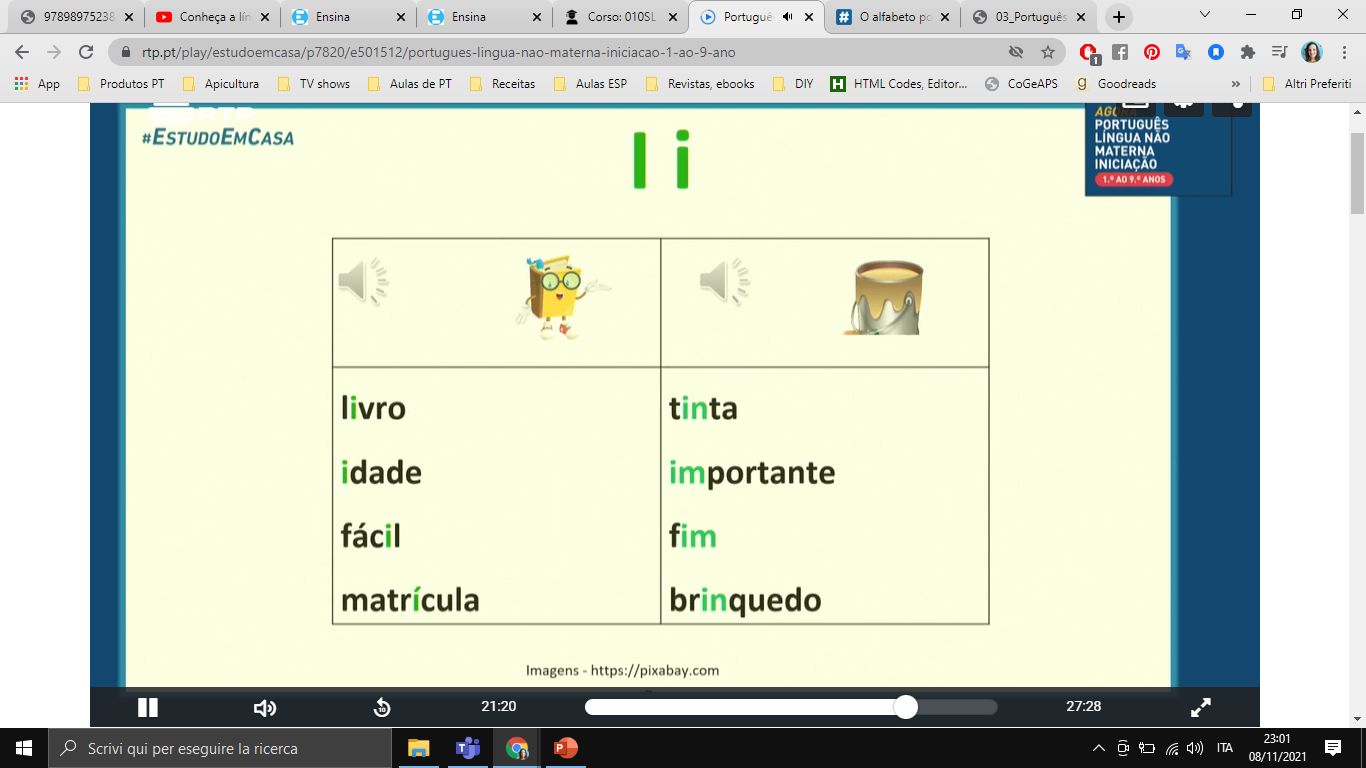 97898975238
Conheça a lín
Ensina
Ensina
Corso: 010SL
Portuguê
O alfabeto po
03_Português
rtp.pt/play/estudoemcasa/p7820/e501512/portugues-lingua-nao-materna-iniciacao-1-ao-9-ano
1
App
Produtos PT
Apicultura
TV shows
Aulas de PT
Receitas
Aulas ESP
Revistas, ebooks
DIY
HTML Codes, Editor...
CoGeAPS
Goodreads
»
Altri Preferiti
RTP
#ESTUDOEMCASA
I i
AGORA
PORTUGUÊS
LÍNGUA NÃO
MATERNA
INICIAÇÃO
1.º AO 9.º ANOS
livro
idade
fácil
matrícula
tinta
importante
fim
brinquedo
Imagens - https://pixabay.com
10
21:20
27:28
Scrivi qui per eseguire la ricerca
ITA
23:01
08/11/2021